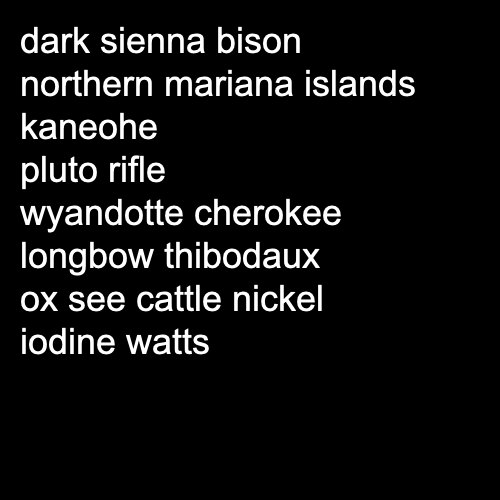 dark sienna bison
northern mariana islands
kaneohe
pluto rifle
wyandotte cherokee
longbow thibodaux
ox see cattle nickel
iodine watts